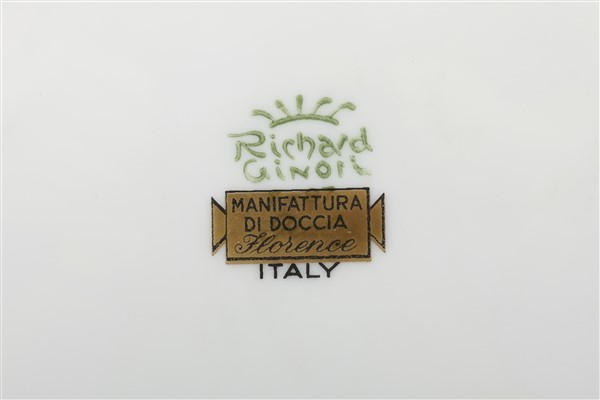 Richard
GINORI
MANIFATTURA
DI DOCCIA
Florence
ITALY